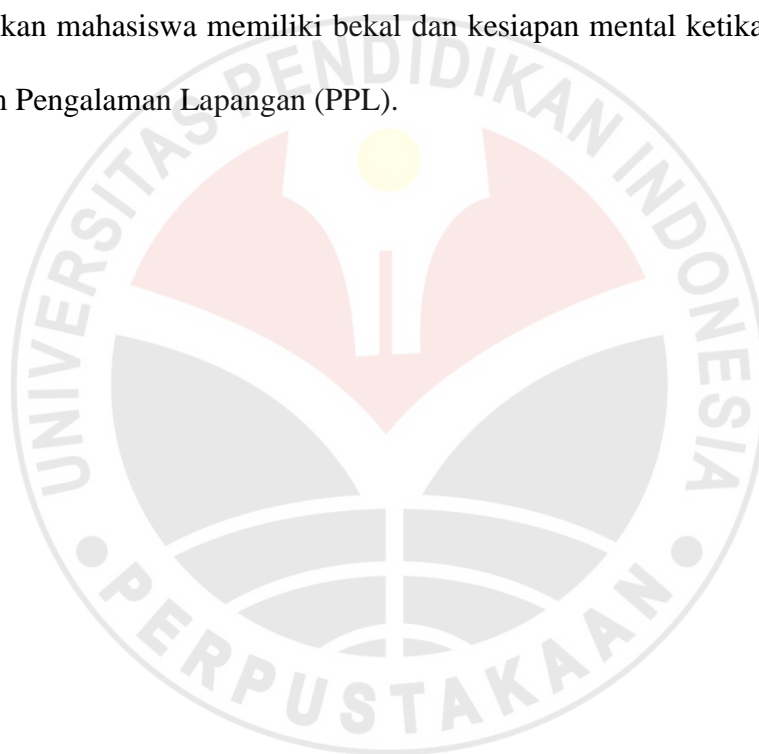 kan mahasiswa memiliki bekal dan kesiapan mental ketika
n Pengalaman Lapangan (PPL).
UNIVERSITAS PENDIDIKAN INDONESIA
PERPUSTAKAAN